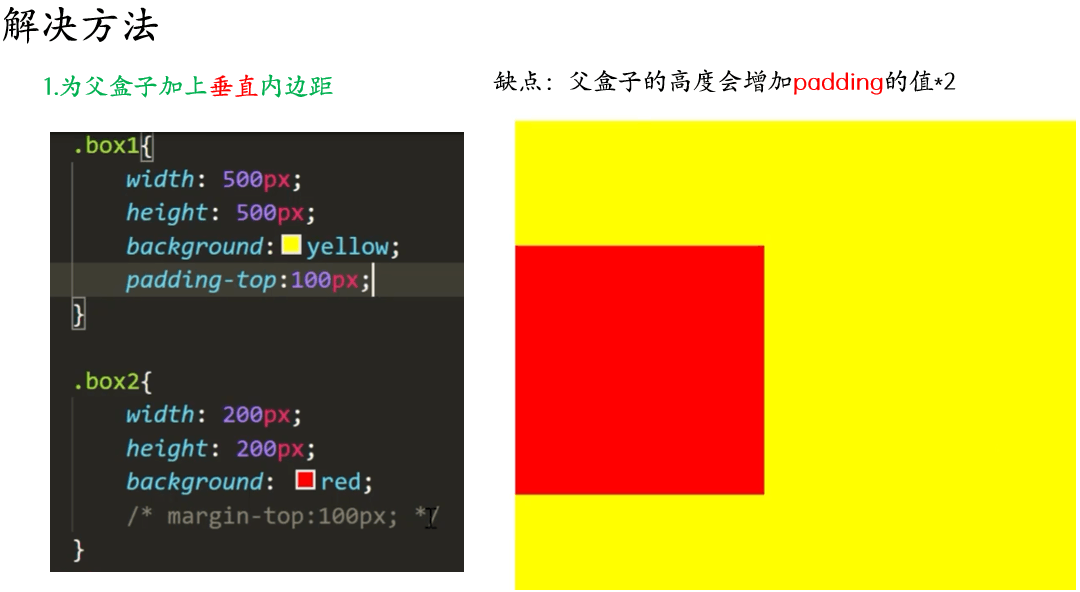 解决方法
1.为父盒子加上垂直内边距
缺点：父盒子的高度会增加padding的值*2
.box1{
width: 500px;
height: 500px;
background:yellow;
padding-top:100px;
}
.box2{
width: 200px;
height: 200px;
background: red;
/* margin-top:100px; */
}